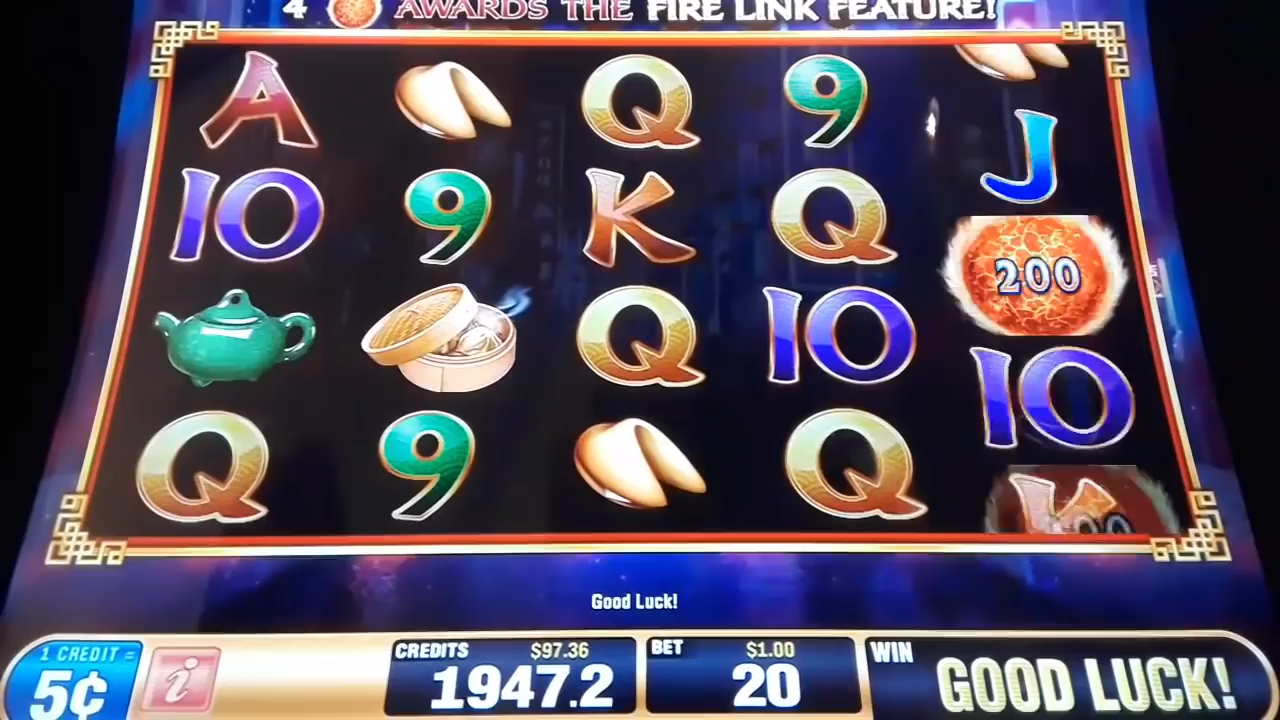 4 AWARDS THE FIRE LINK FEATURE!
A Q 9
J
10 9 K Q
200
Q 10
10
Q 9 Q
K
Good Luck!
1 CREDIT =
5¢
i
CREDITS $97.36
1947.2
BET $1.00
20
WIN
GOOD LUCK!